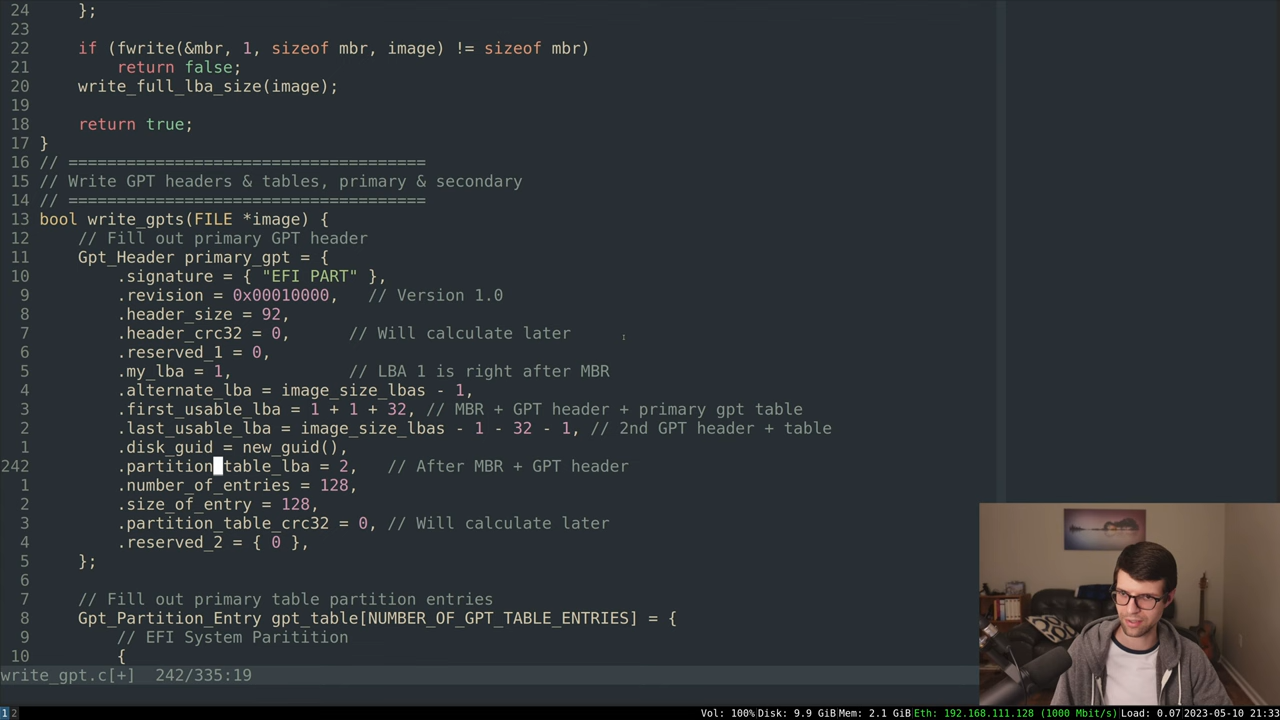 24     };
23
22     if (fwrite(&mbr, 1, sizeof mbr, image) != sizeof mbr)
21         return false;
20     write_full_lba_size(image);
19
18     return true;
17 }
16 // =====================================
15 // Write GPT headers & tables, primary & secondary
14 // =====================================
13 bool write_gpts(FILE *image) {
12     // Fill out primary GPT header
11     Gpt_Header primary_gpt = {
10         .signature = { "EFI PART" },
9         .revision = 0x00010000,   // Version 1.0
8         .header_size = 92,
7         .header_crc32 = 0,      // Will calculate later
6         .reserved_1 = 0,
5         .my_lba = 1,            // LBA 1 is right after MBR
4         .alternate_lba = image_size_lbas - 1,
3         .first_usable_lba = 1 + 1 + 32, // MBR + GPT header + primary gpt table
2         .last_usable_lba = image_size_lbas - 1 - 32 - 1, // 2nd GPT header + table
1         .disk_guid = new_guid(),
242         .partition_table_lba = 2,   // After MBR + GPT header
1         .number_of_entries = 128,
2         .size_of_entry = 128,
3         .partition_table_crc32 = 0, // Will calculate later
4         .reserved_2 = { 0 },
5     };
6
7     // Fill out primary table partition entries
8     Gpt_Partition_Entry gpt_table[NUMBER_OF_GPT_TABLE_ENTRIES] = {
9         // EFI System Paritition
10         {
write_gpt.c[+]  242/335:19
1 2 Vol: 100% Disk: 9.9 GiB Mem: 2.1 GiB Eth: 192.168.111.128 (1000 Mbit/s) Load: 0.07 2023-05-10 21:33